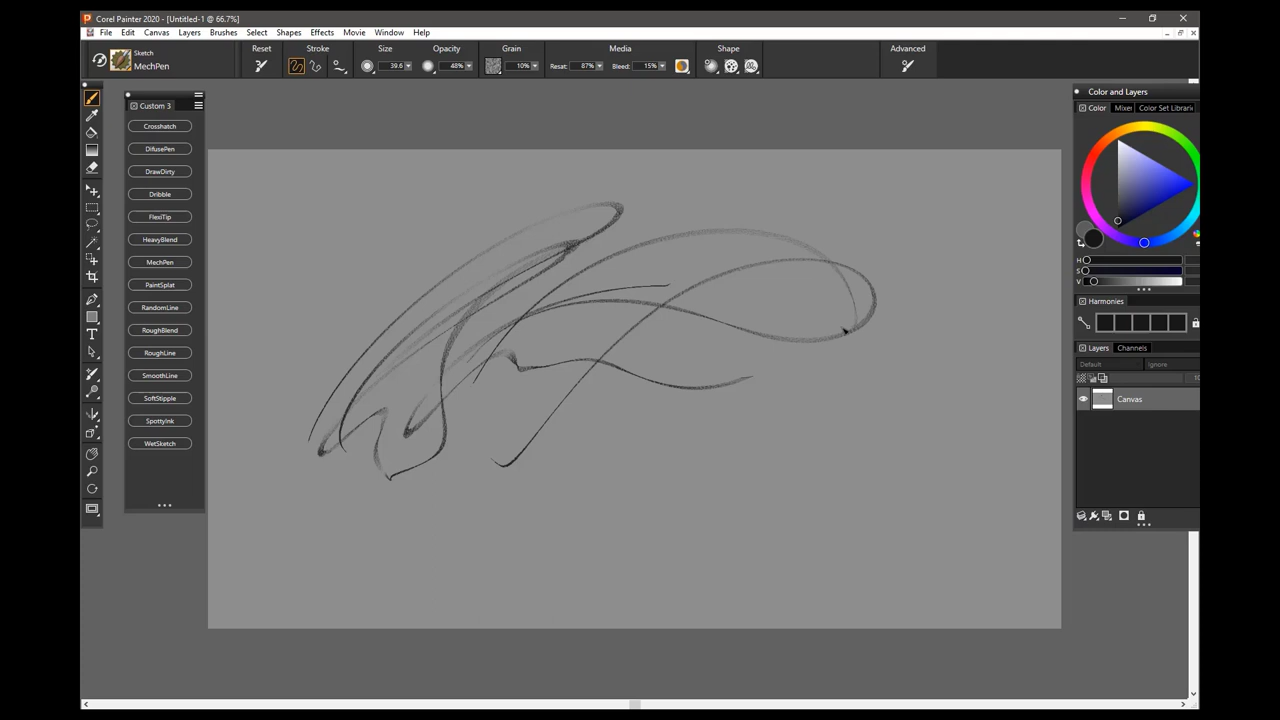 Corel Painter 2020 - [Untitled-1 @ 66.7%]
File Edit Canvas Layers Brushes Select Shapes Effects Movie Window Help
Sketch
MechPen
Reset Stroke Size Opacity Grain Media Shape Advanced
39.6 48% 10% Resat: 87% Bleed: 15%
Custom 3
Crosshatch
DifusePen
DrawDirty
Dribble
FlexiTip
HeavyBlend
MechPen
PaintSplat
RandomLine
RoughBlend
RoughLine
SmoothLine
SoftStipple
SpottyInk
WetSketch
Color and Layers
Color Mixer Color Set Librari
H
S
V
Harmonies
Layers Channels
Default Ignore
Canvas